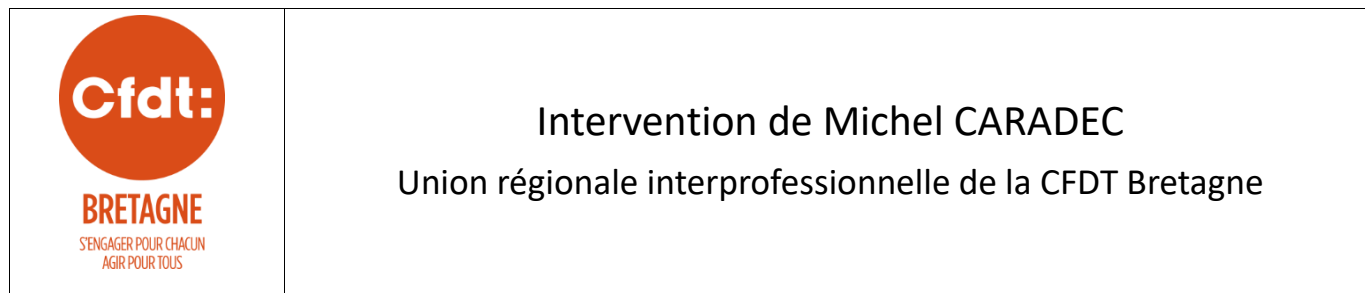 Cfdt:
BRETAGNE
S'ENGAGER POUR CHACUN
AGIR POUR TOUS
Intervention de Michel CARADEC
Union régionale interprofessionnelle de la CFDT Bretagne